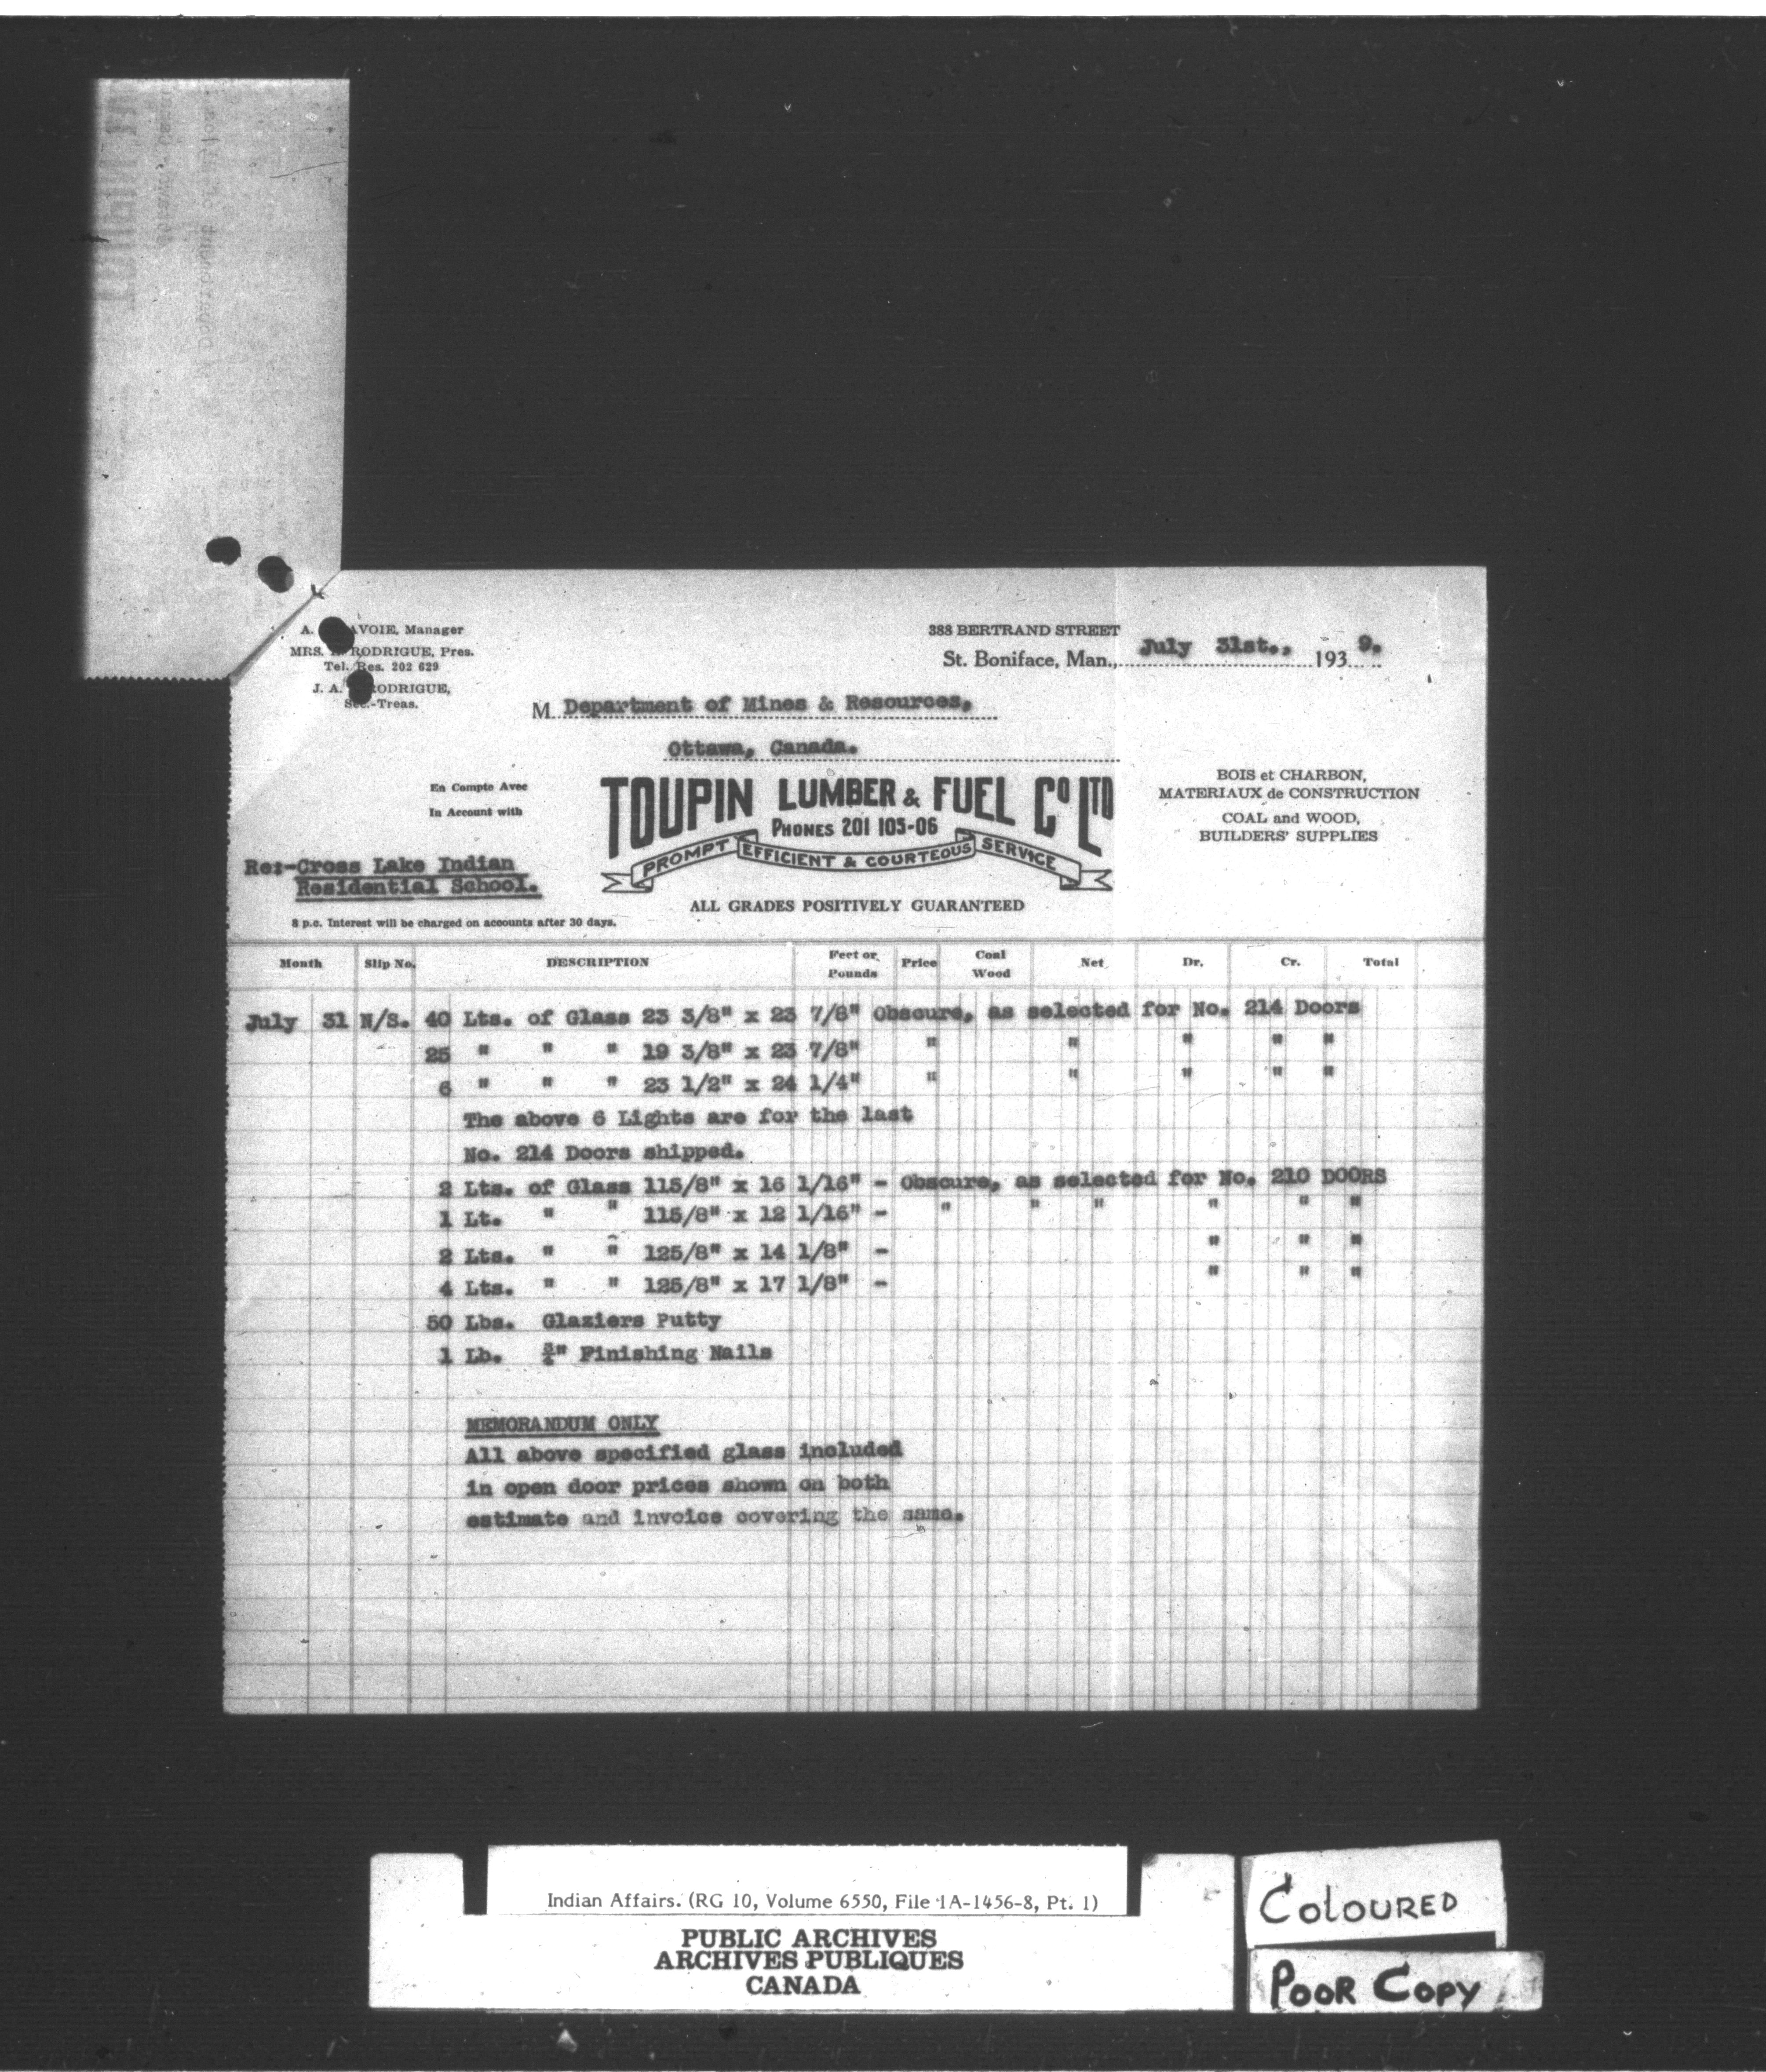 A. AVOIE, Manager
MRS. RODRIGUE, Pres.
Tel. Res. 202 629
J. A. RODRIGUE,
Sec.-Treas.
388 BERTRAND STREET
St. Boniface, Man., July 31st., 1939.
M Department of Mines & Resources,
Ottawa, Canada.
En Compte Avec
In Account with
TOUPIN LUMBER & FUEL CO LTD
PHONES 201 103-06
PROMPT EFFICIENT & COURTEOUS SERVICE
ALL GRADES POSITIVELY GUARANTEED
BOIS et CHARBON,
MATERIAUX de CONSTRUCTION
COAL and WOOD,
BUILDERS' SUPPLIES
Re:-Cross Lake Indian
Residential School.
8 p.c. Interest will be charged on accounts after 30 days.
Month Slip No. DESCRIPTION Feet or Pounds Price Coal Wood Net Dr. Cr. Total
July 31 N/S. 40 Lts. of Glass 23 3/8" x 23 7/8" Obscure, as selected for No. 214 Doors
25 " " " 19 3/8" x 23 7/8" " " " " "
6 " " " 23 1/2" x 24 1/4" " " " " "
The above 6 Lights are for the last
No. 214 Doors shipped.
2 Lts. of Glass 115/8" x 16 1/16" - Obscure, as selected for No. 210 DOORS
1 Lt. " " 115/8" x 12 1/16" - " " " " " "
2 Lts. " " 125/8" x 14 1/8" - " " "
4 Lts. " " 125/8" x 17 1/8" - " " "
50 Lbs. Glaziers Putty
1 Lb. ¾" Finishing Nails
MEMORANDUM ONLY
All above specified glass included
in open door prices shown on both
estimate and invoice covering the same.
Indian Affairs. (RG 10, Volume 6550, File 1A-1456-8, Pt. 1)
PUBLIC ARCHIVES
ARCHIVES PUBLIQUES
CANADA
COLOURED
POOR COPY